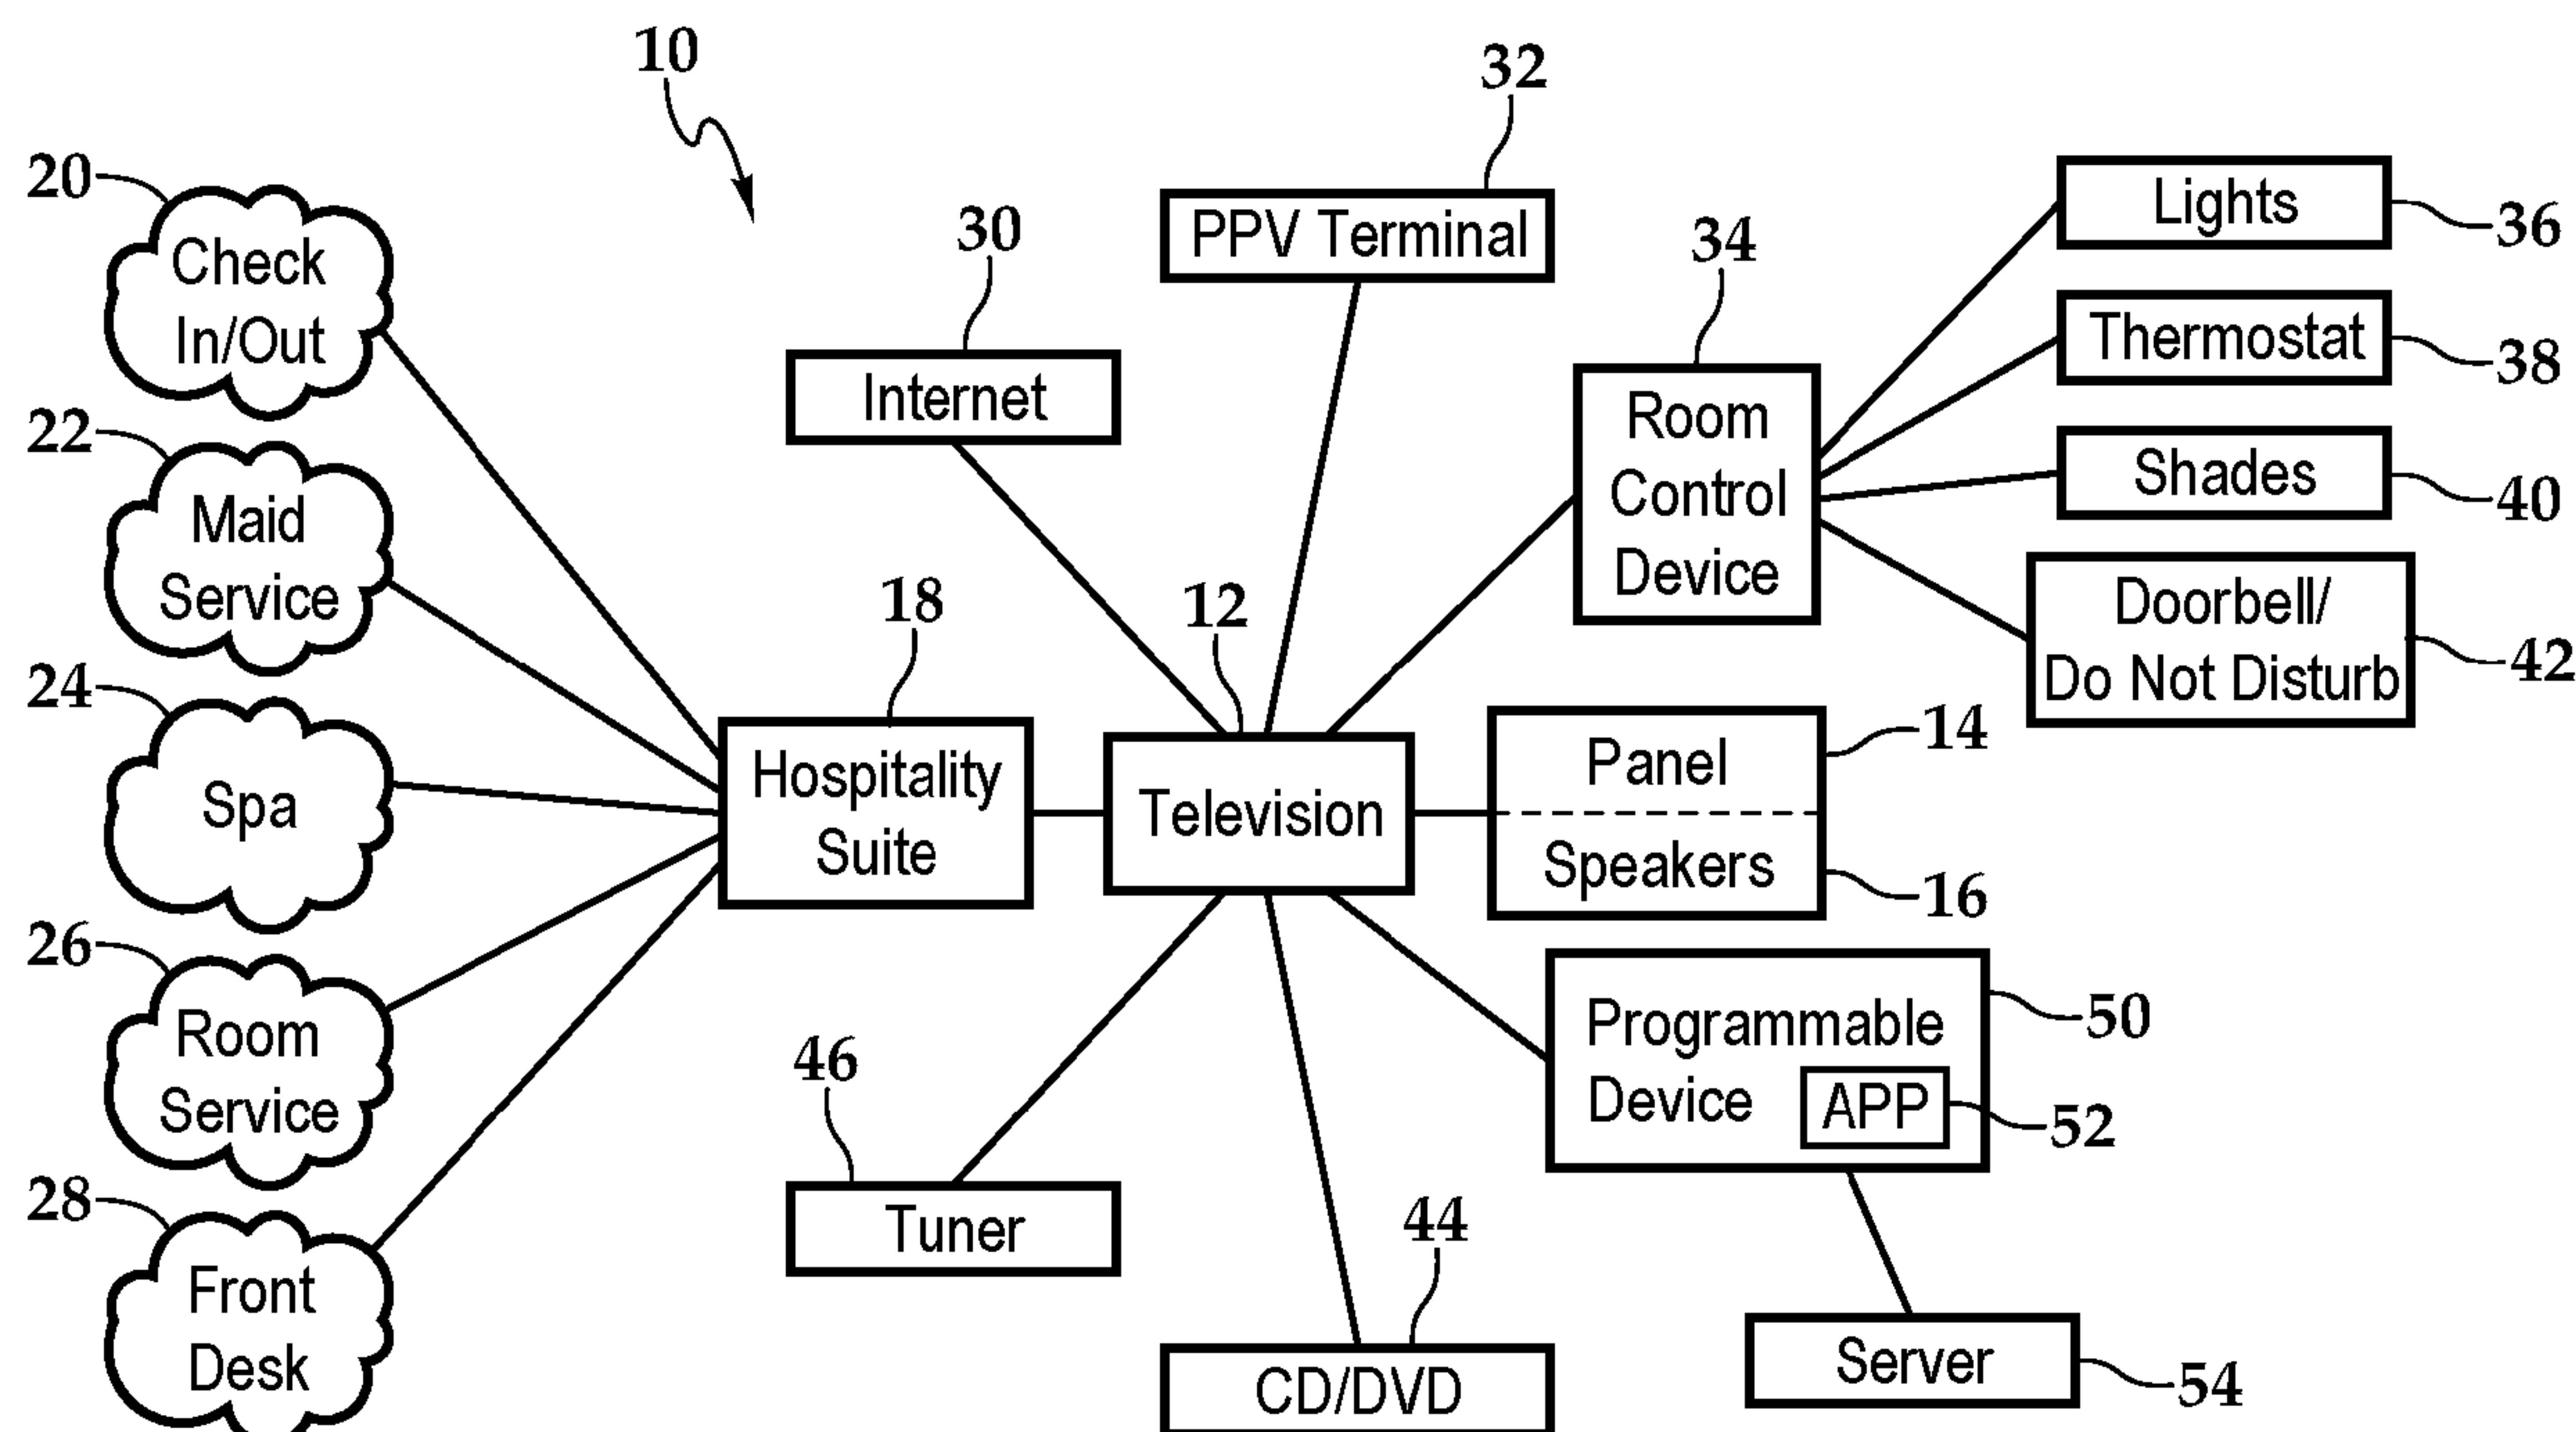 10
32
20
Check
In/Out
30
PPV Terminal
34
Lights
36
Internet
Thermostat
38
22
Maid
Service
Room
Control
Device
Shades
40
18
12
Doorbell/
Do Not Disturb
42
24
Spa
Hospitality
Suite
Television
Panel
14
Speakers
16
26
Room
Service
46
Programmable
Device
50
APP
52
28
Front
Desk
Tuner
44
CD/DVD
Server
54